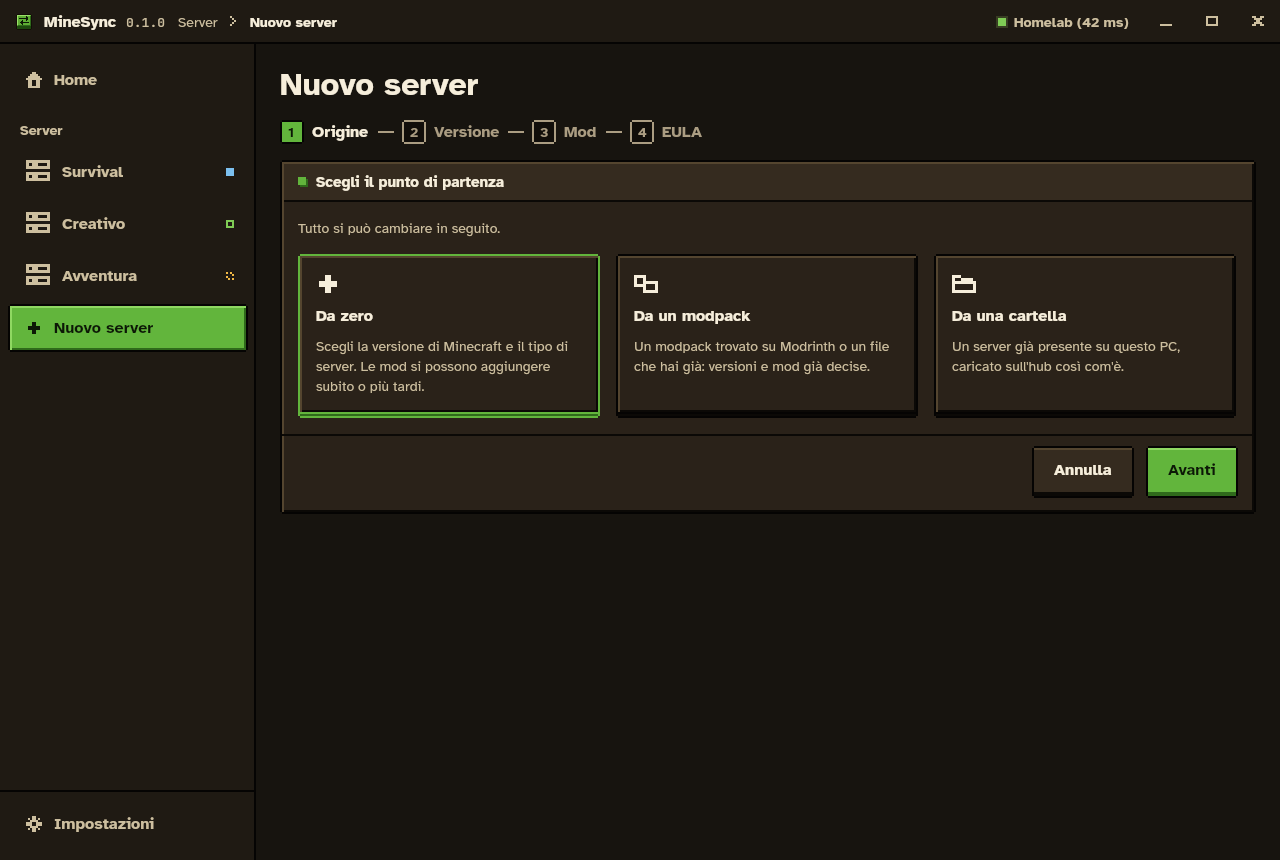 MineSync 0.1.0 Server Nuovo server
Homelab (42 ms)
Home
Server
Survival
Creativo
Avventura
Nuovo server
Impostazioni
Nuovo server
1 Origine — 2 Versione — 3 Mod — 4 EULA
Scegli il punto di partenza
Tutto si può cambiare in seguito.
Da zero
Scegli la versione di Minecraft e il tipo di
server. Le mod si possono aggiungere
subito o più tardi.
Da un modpack
Un modpack trovato su Modrinth o un file
che hai già: versioni e mod già decise.
Da una cartella
Un server già presente su questo PC,
caricato sull'hub così com'è.
Annulla
Avanti